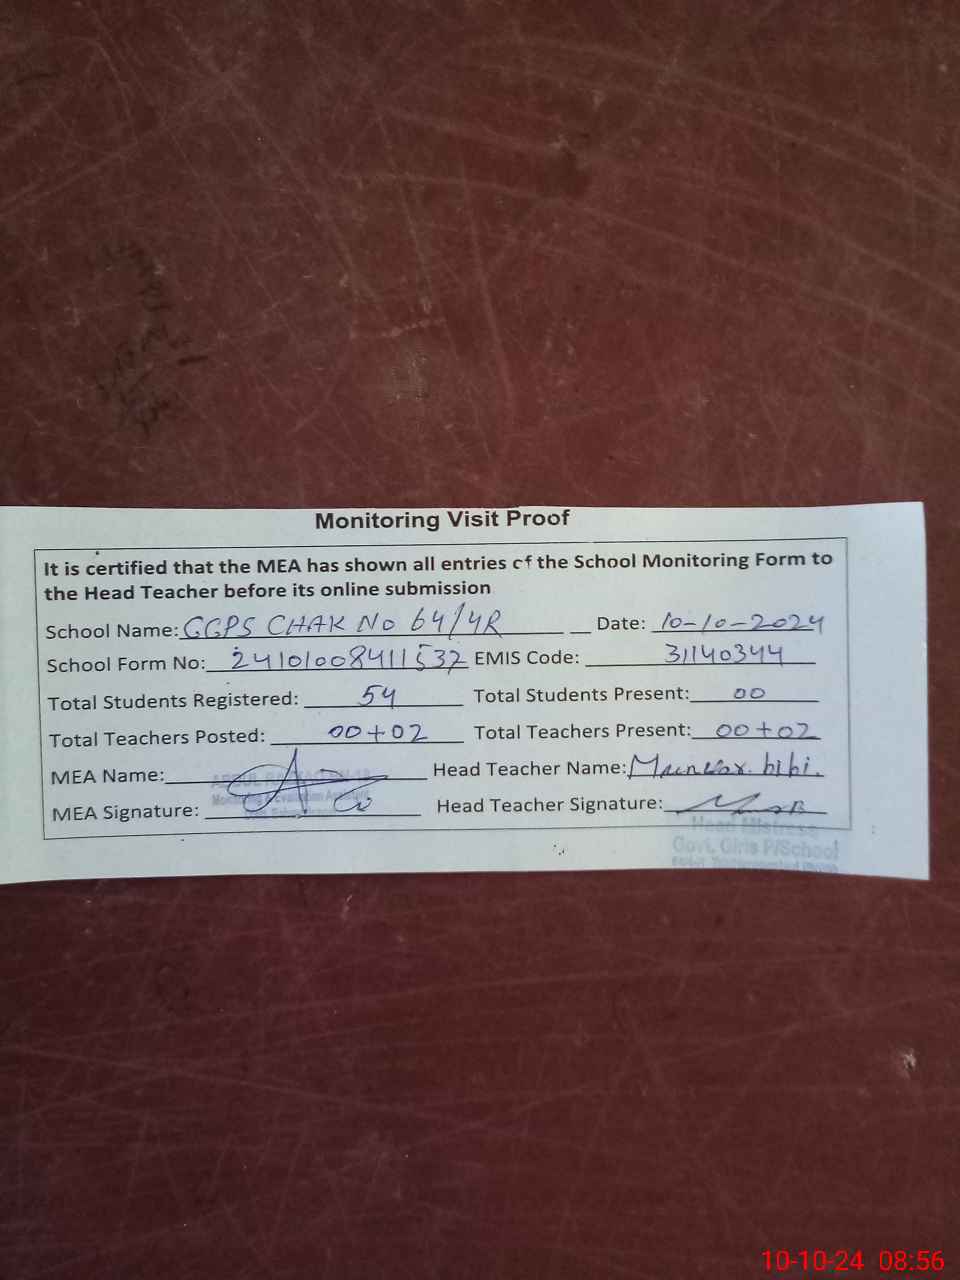 Monitoring Visit Proof
It is certified that the MEA has shown all entries of the School Monitoring Form to
the Head Teacher before its online submission
School Name: GGPS CHAK No 64/4R Date: 10-10-2024
School Form No: 24101008411532 EMIS Code: 31140344
Total Students Registered: 54 Total Students Present: 00
Total Teachers Posted: 00+02 Total Teachers Present: 00+02
MEA Name: Head Teacher Name: bibi.
Monitoring & Evaluation Assistant
MEA Signature: Head Teacher Signature:
Head Mistress
Govt. Girls P/School
10-10-24 08:56